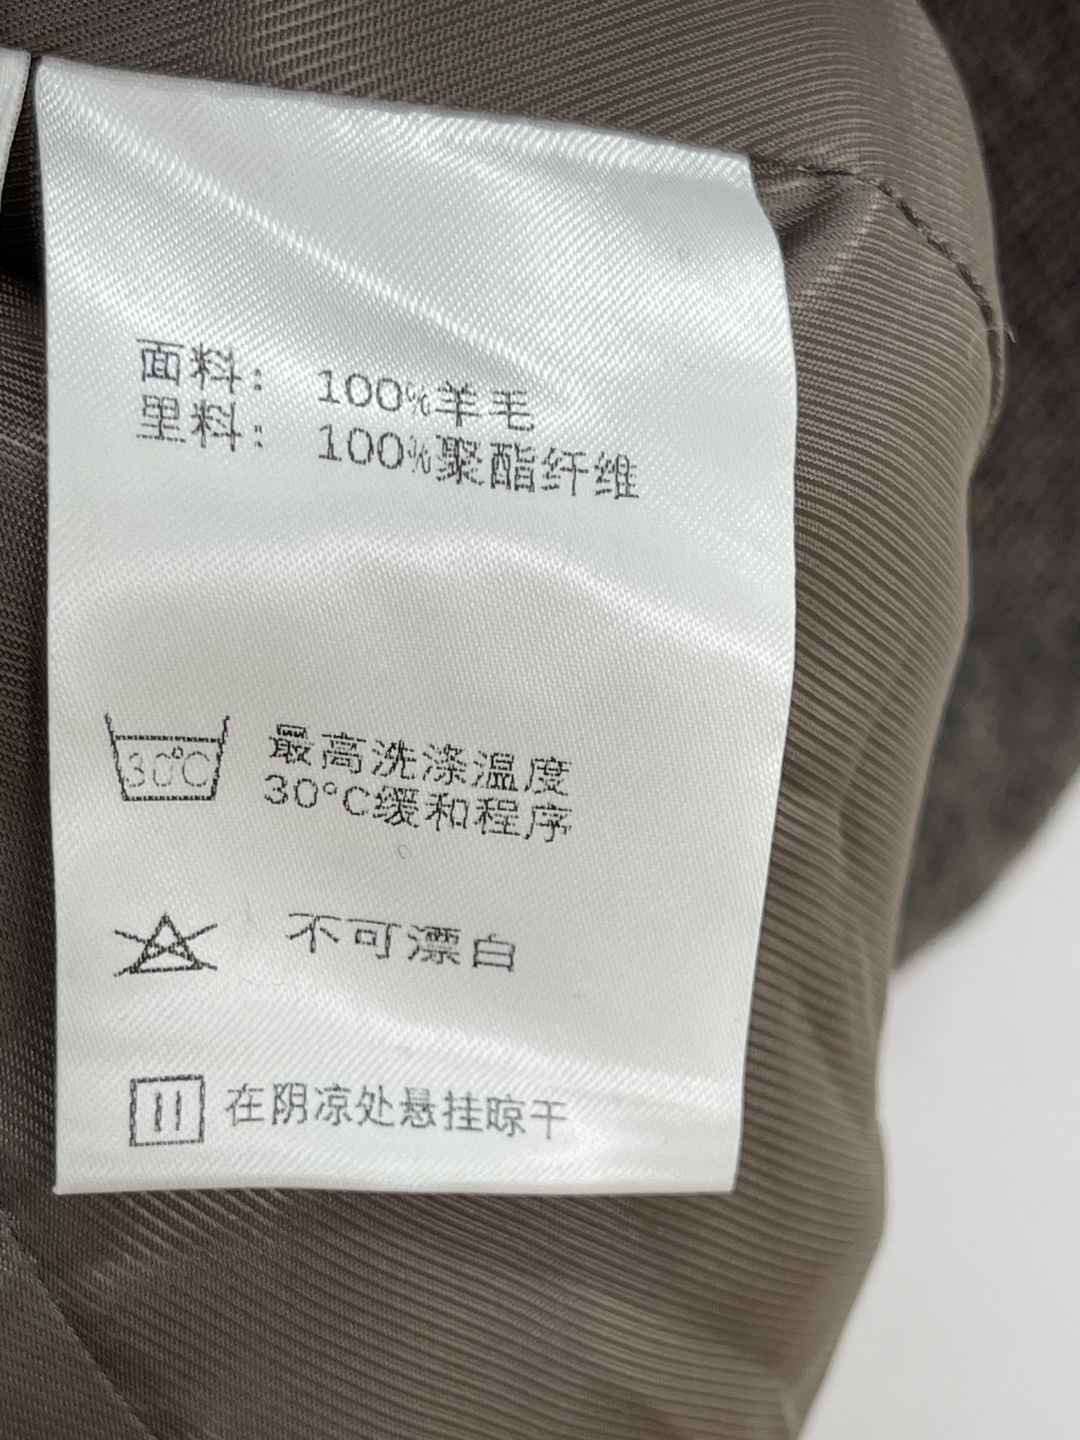 面料： 100%羊毛
里料： 100%聚酯纤维
30℃
最高洗涤温度
30°C缓和程序
不可漂白
在阴凉处悬挂晾干